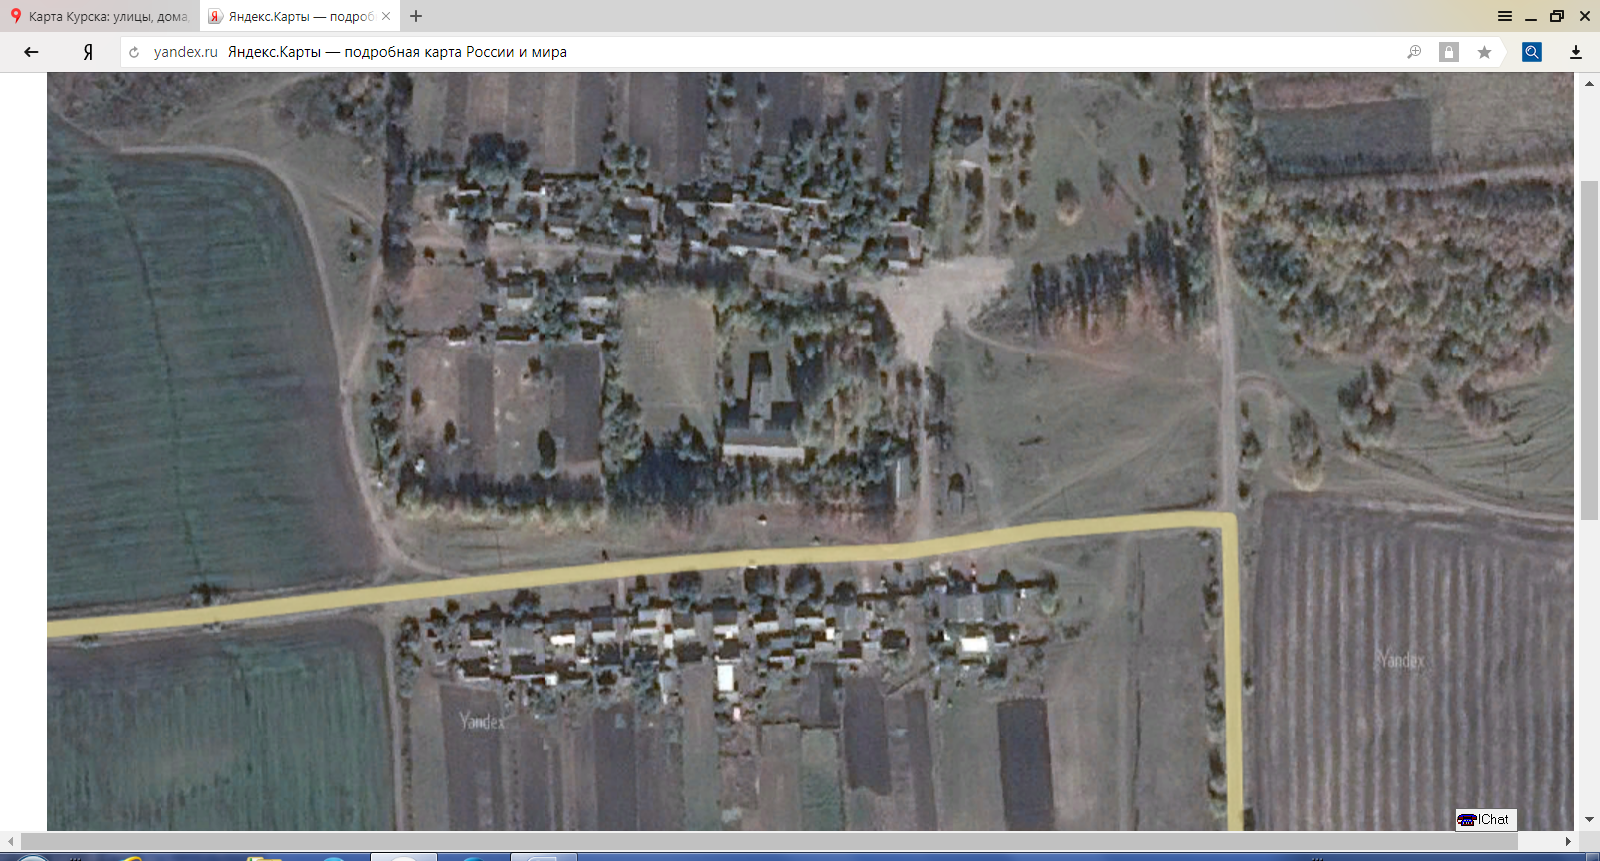 Карта Курска: улицы, дома,
Яндекс.Карты — подроб
yandex.ru Яндекс.Карты — подробная карта России и мира
Yandex
Yandex
IChat